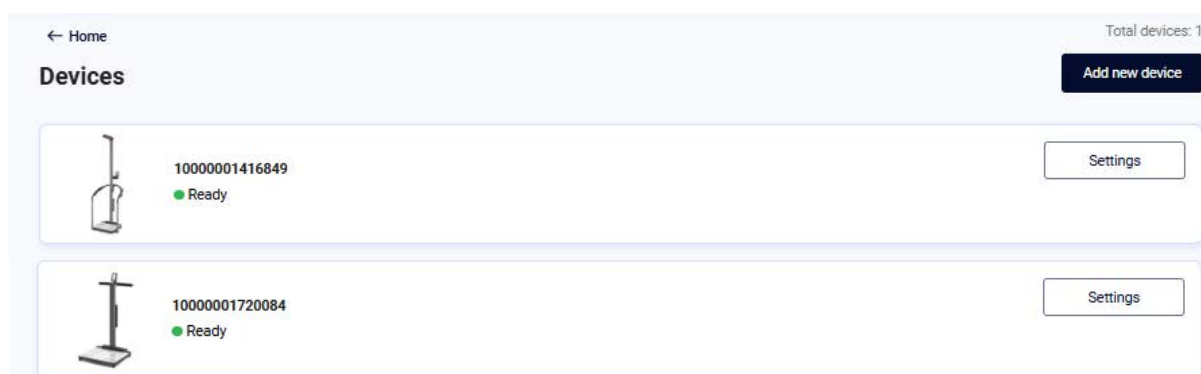 ← Home
Total devices: 1
Devices
Add new device
10000001416849
Ready
Settings
10000001720084
Ready
Settings